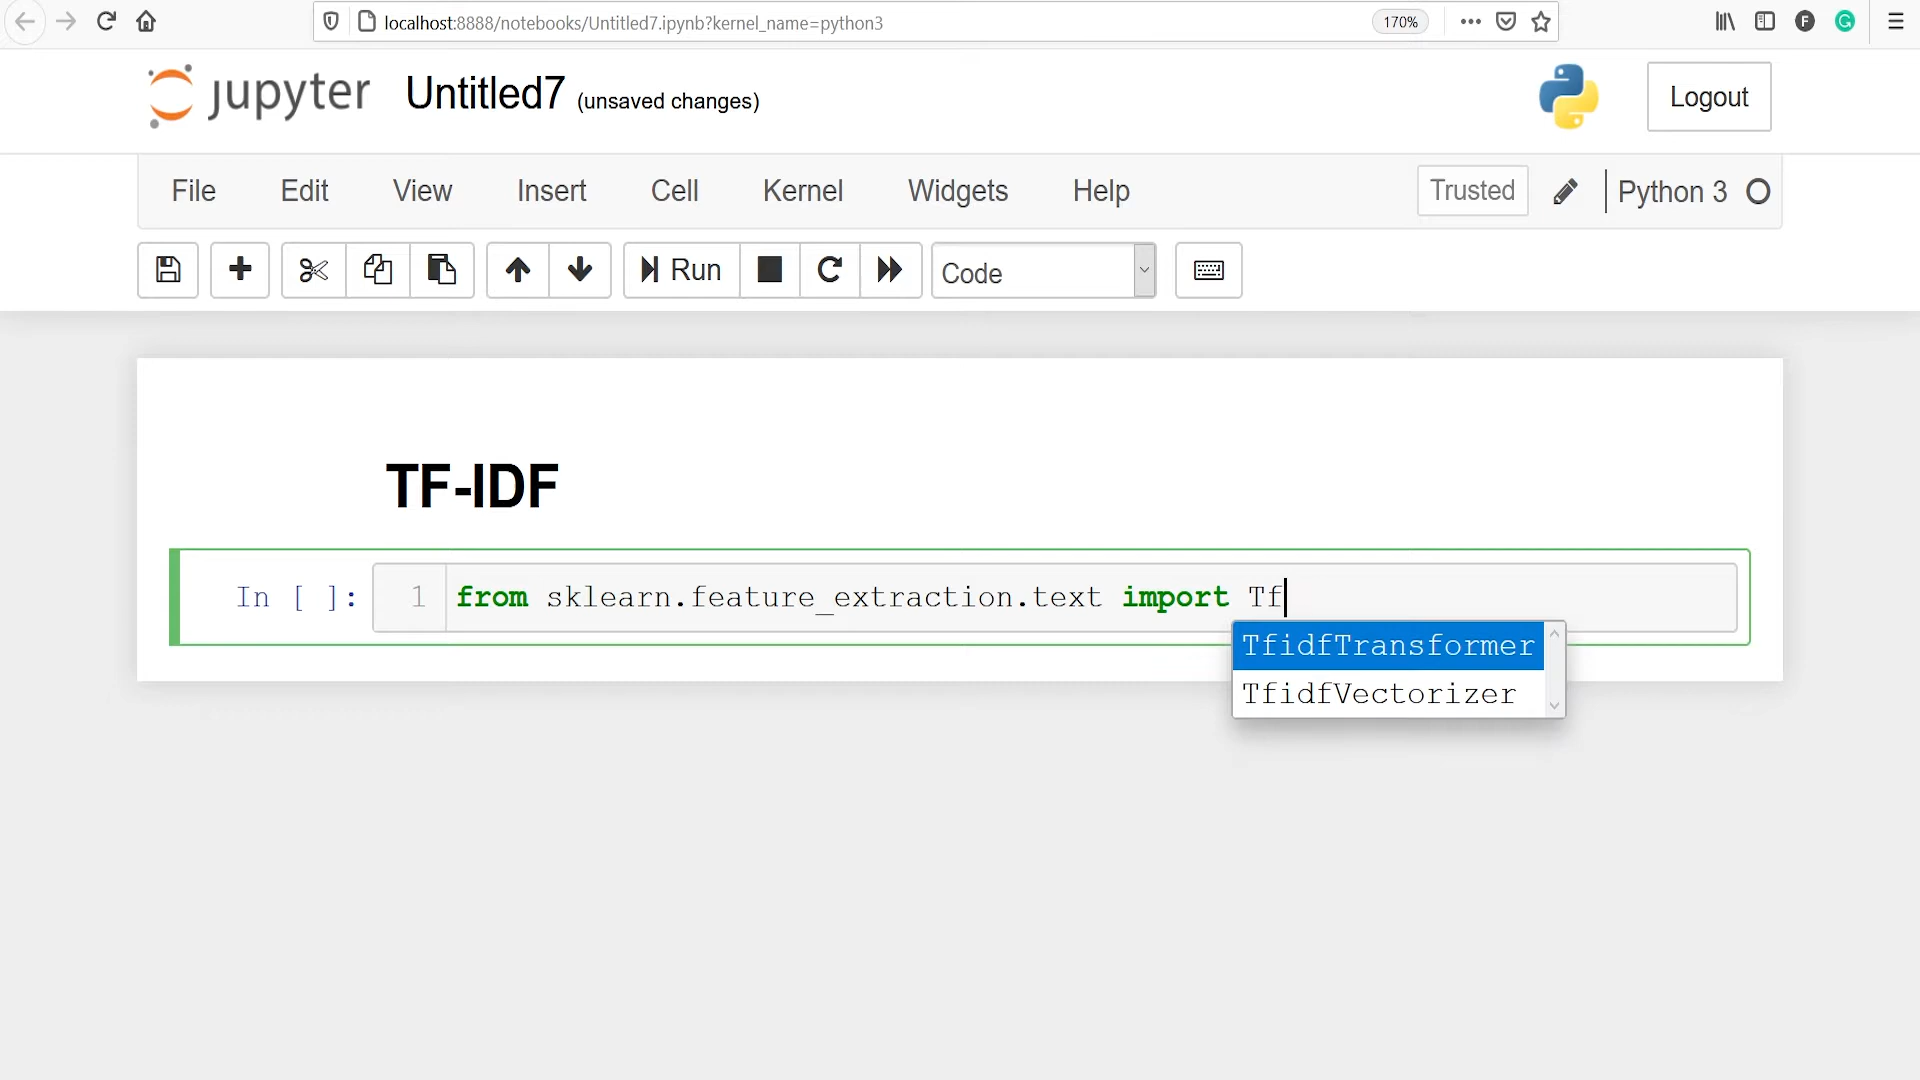 localhost:8888/notebooks/Untitled7.ipynb?kernel_name=python3
170%
F
G
jupyter
Untitled7 (unsaved changes)
Logout
File Edit View Insert Cell Kernel Widgets Help Trusted Python 3
Run Code
TF-IDF
In [ ]: 1 from sklearn.feature_extraction.text import Tf
TfidfTransformer
TfidfVectorizer